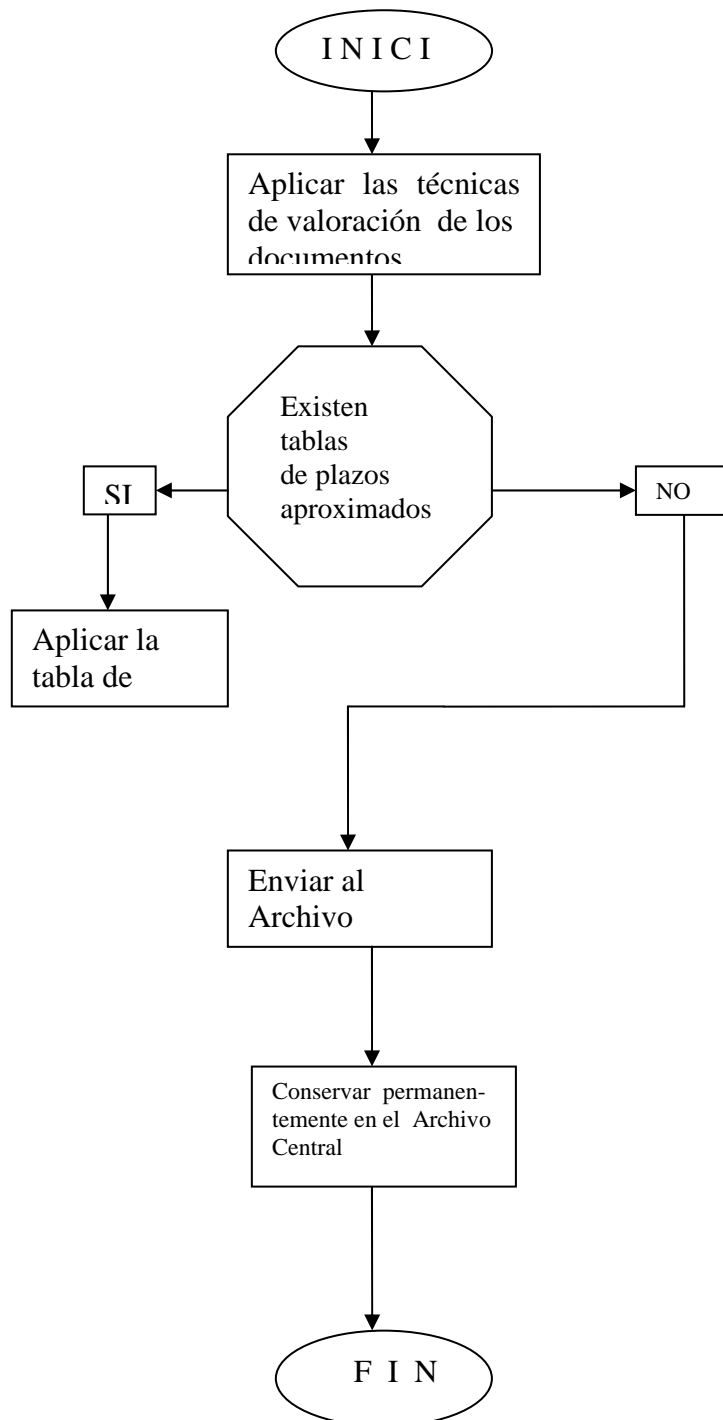 I N I C I
Aplicar las técnicas
de valoración de los
documentos
Existen
tablas
de plazos
aproximados
SI
NO
Aplicar la
tabla de
Enviar al
Archivo
Conservar permanen-
temente en el Archivo
Central
F I N